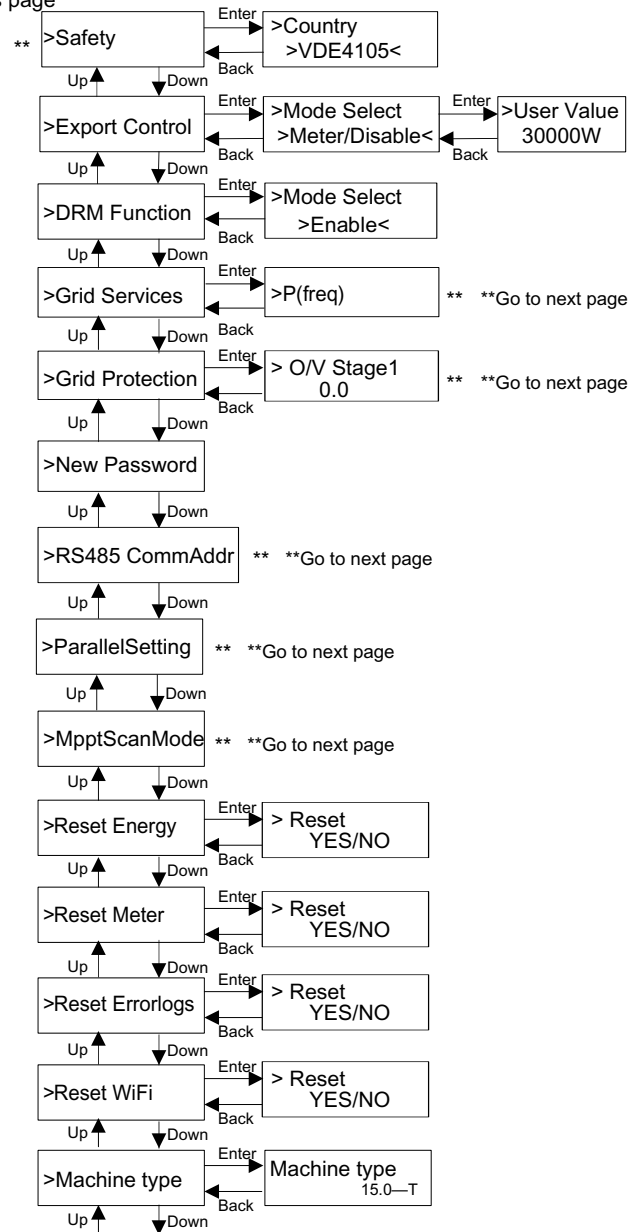 s page
** >Safety Enter >Country
>VDE4105<
Back
Up Down
>Export Control Enter >Mode Select Enter >User Value
>Meter/Disable< 30000W
Back Back
Up Down
>DRM Function Enter >Mode Select
>Enable<
Back
Up Down
>Grid Services Enter >P(freq) ** **Go to next page
Back
Up Down
>Grid Protection Enter > O/V Stage1 ** **Go to next page
0.0
Back
Up Down
>New Password
Up Down
>RS485 CommAddr ** **Go to next page
Up Down
>ParallelSetting ** **Go to next page
Up Down
>MpptScanMode ** **Go to next page
Up Down
>Reset Energy Enter > Reset
YES/NO
Back
Up Down
>Reset Meter Enter > Reset
YES/NO
Back
Up Down
>Reset Errorlogs Enter > Reset
YES/NO
Back
Up Down
>Reset WiFi Enter > Reset
YES/NO
Back
Up Down
>Machine type Enter Machine type
15.0—T
Back
Up Down